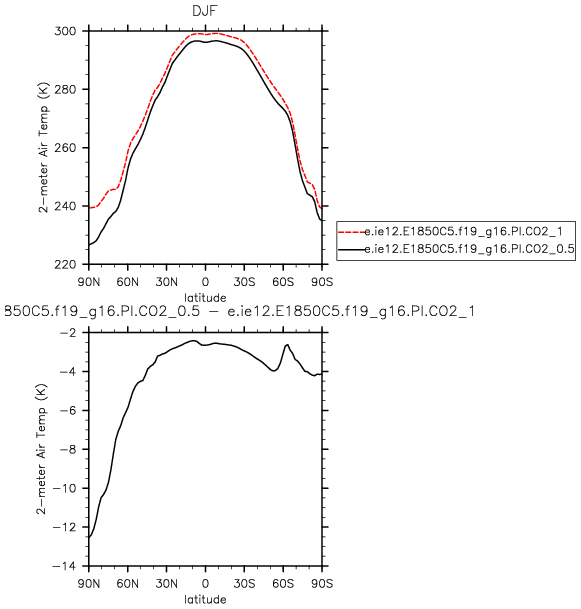 DJF
300
280
260
240
220
2-meter Air Temp (K)
90N 60N 30N 0 30S 60S 90S
latitude
e.ie12.E1850C5.f19_g16.PI.CO2_1
e.ie12.E1850C5.f19_g16.PI.CO2_0.5
850C5.f19_g16.PI.CO2_0.5 - e.ie12.E1850C5.f19_g16.PI.CO2_1
-2
-4
-6
-8
-10
-12
-14
2-meter Air Temp (K)
90N 60N 30N 0 30S 60S 90S
latitude